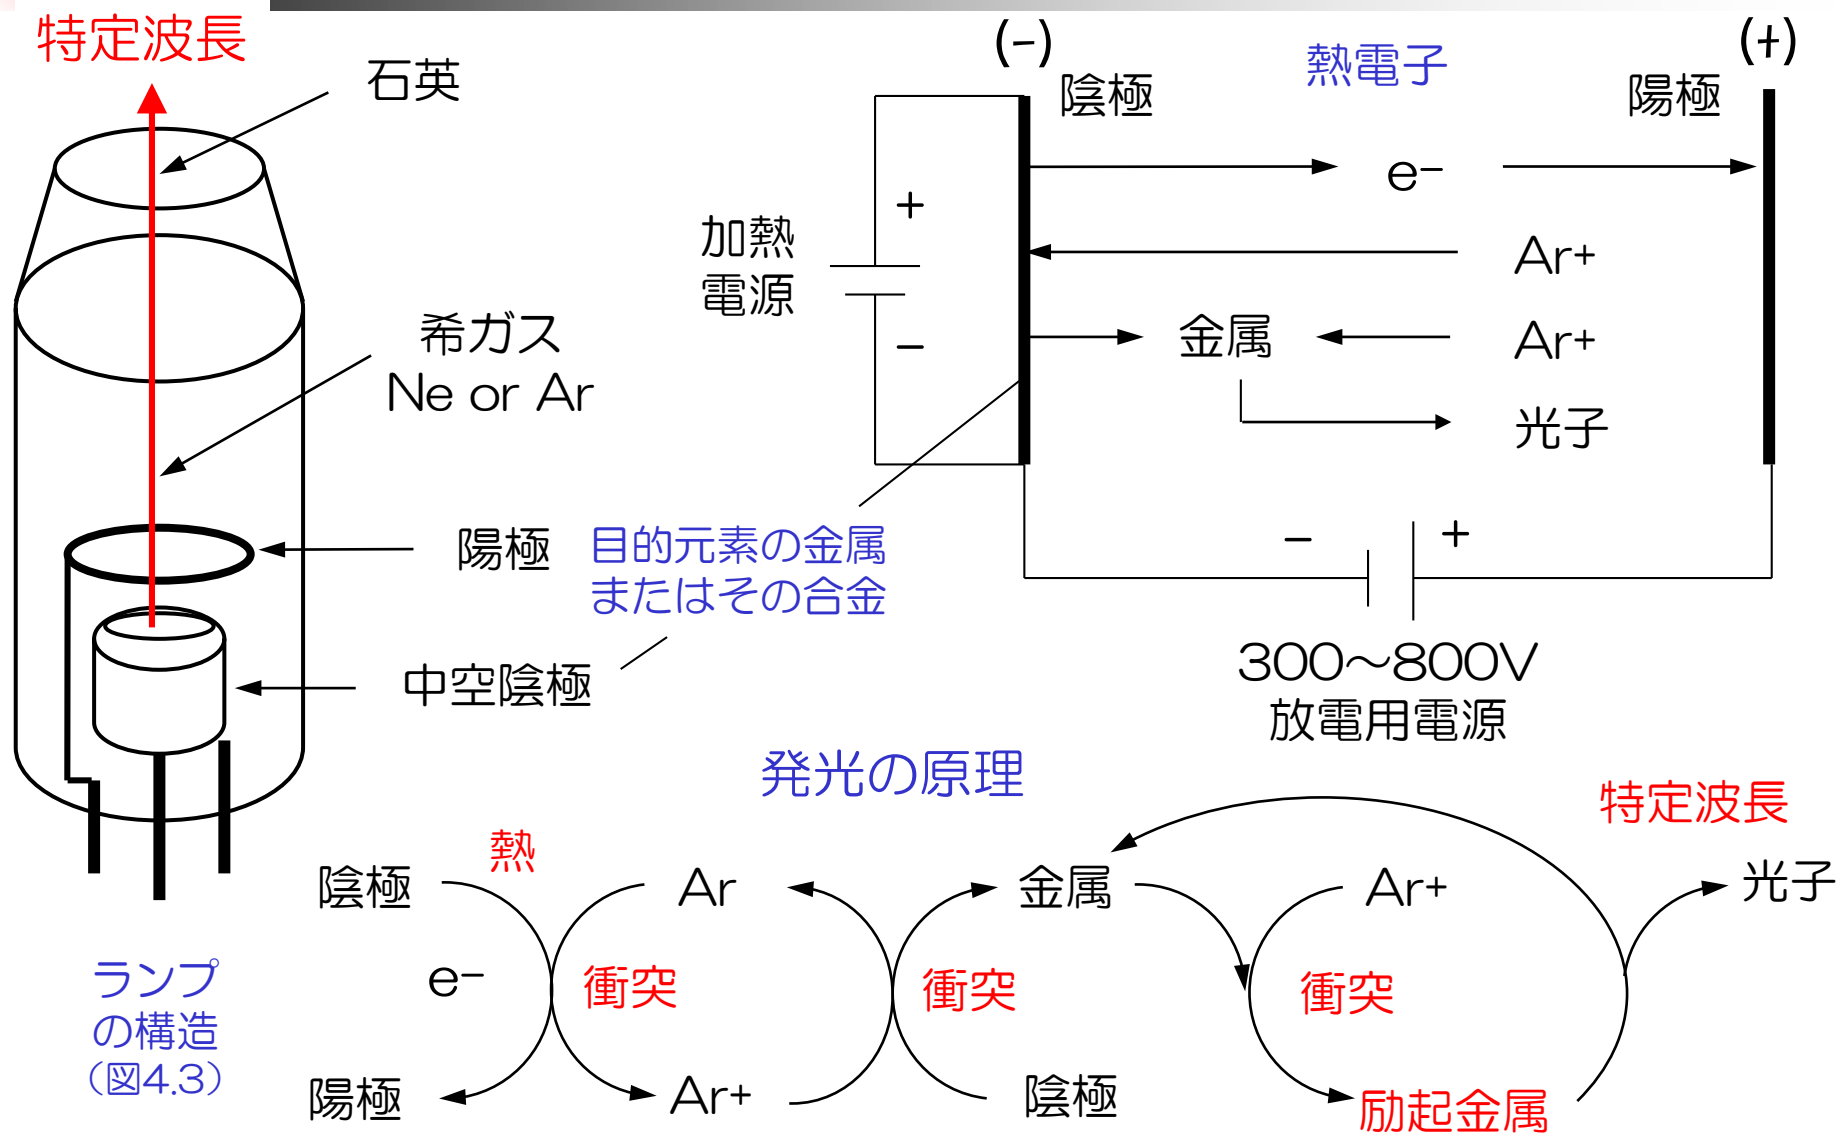 特定波長
石英
希ガス
Ne or Ar
陽極
中空陰極
目的元素の金属
またはその合金
ランプ
の構造
(図4.3)
(-)
陰極
熱電子
(+)
陽極
e-
加熱
電源
+
-
Ar+
金属
Ar+
光子
-
+
300~800V
放電用電源
発光の原理
特定波長
熱
陰極
Ar
金属
Ar+
光子
e-
衝突
衝突
衝突
陽極
Ar+
陰極
励起金属